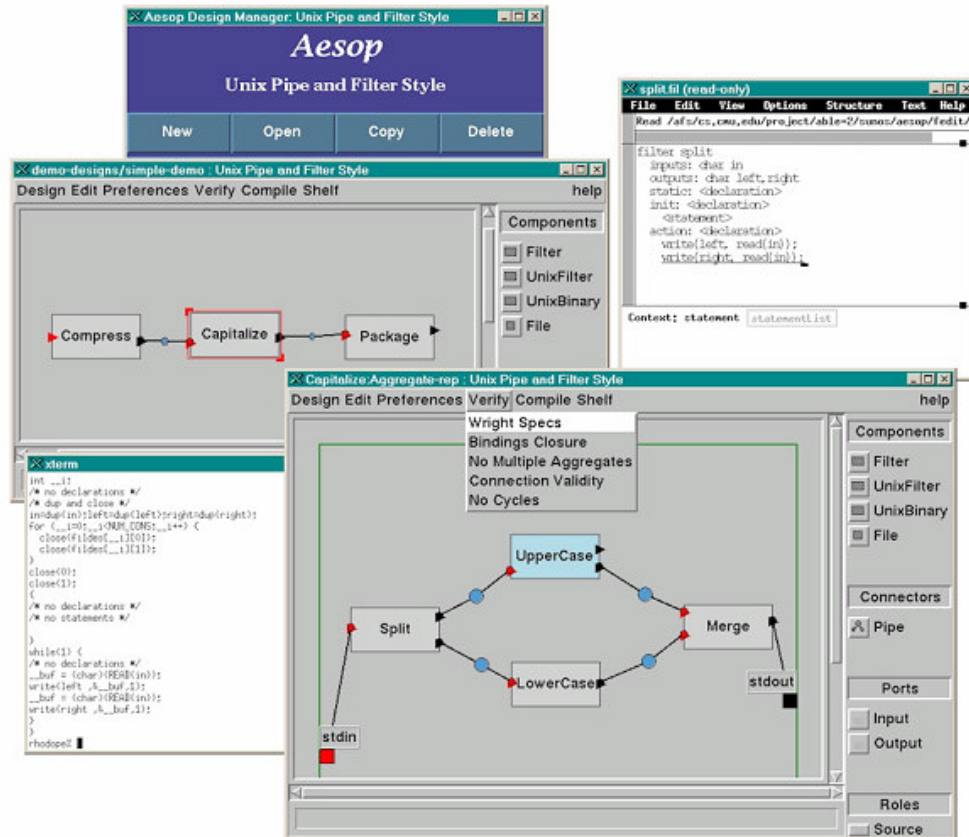 Aesop Design Manager: Unix Pipe and Filter Style
Aesop
Unix Pipe and Filter Style
New Open Copy Delete
split.fil (read-only)
File Edit View Options Structure Text Help
Read /afs/cs.cmu.edu/project/able-2/sunos/aesop/fedit/
filter split
inputs: char in
outputs: char left,right
static: <declaration>
init: <declaration>
<statement>
action: <declaration>
write(left, read(in));
write(right, read(in));
Context: statement statementList
demo-designs/simple-demo : Unix Pipe and Filter Style
Design Edit Preferences Verify Compile Shelf help
Components
Filter
UnixFilter
UnixBinary
File
Compress
Capitalize
Package
xterm
int __i;
/* no declarations */
/* dup and close */
in=dup(in);left=dup(left);right=dup(right);
for (__i=0;__i<NUM_CONS;__i++) {
close(fildes[__i][0]);
close(fildes[__i][1]);
}
close(0);
close(1);
{
/* no declarations */
/* no statements */
}
while(1) {
/* no declarations */
__buf = (char)(READ(in));
write(left ,&__buf,1);
__buf = (char)(READ(in));
write(right ,&__buf,1);
}
}
rhodope%
Capitalize:Aggregate-rep : Unix Pipe and Filter Style
Design Edit Preferences Verify Compile Shelf help
Wright Specs
Bindings Closure
No Multiple Aggregates
Connection Validity
No Cycles
UpperCase
Split
Merge
LowerCase
stdin
stdout
Components
Filter
UnixFilter
UnixBinary
File
Connectors
Pipe
Ports
Input
Output
Roles
Source